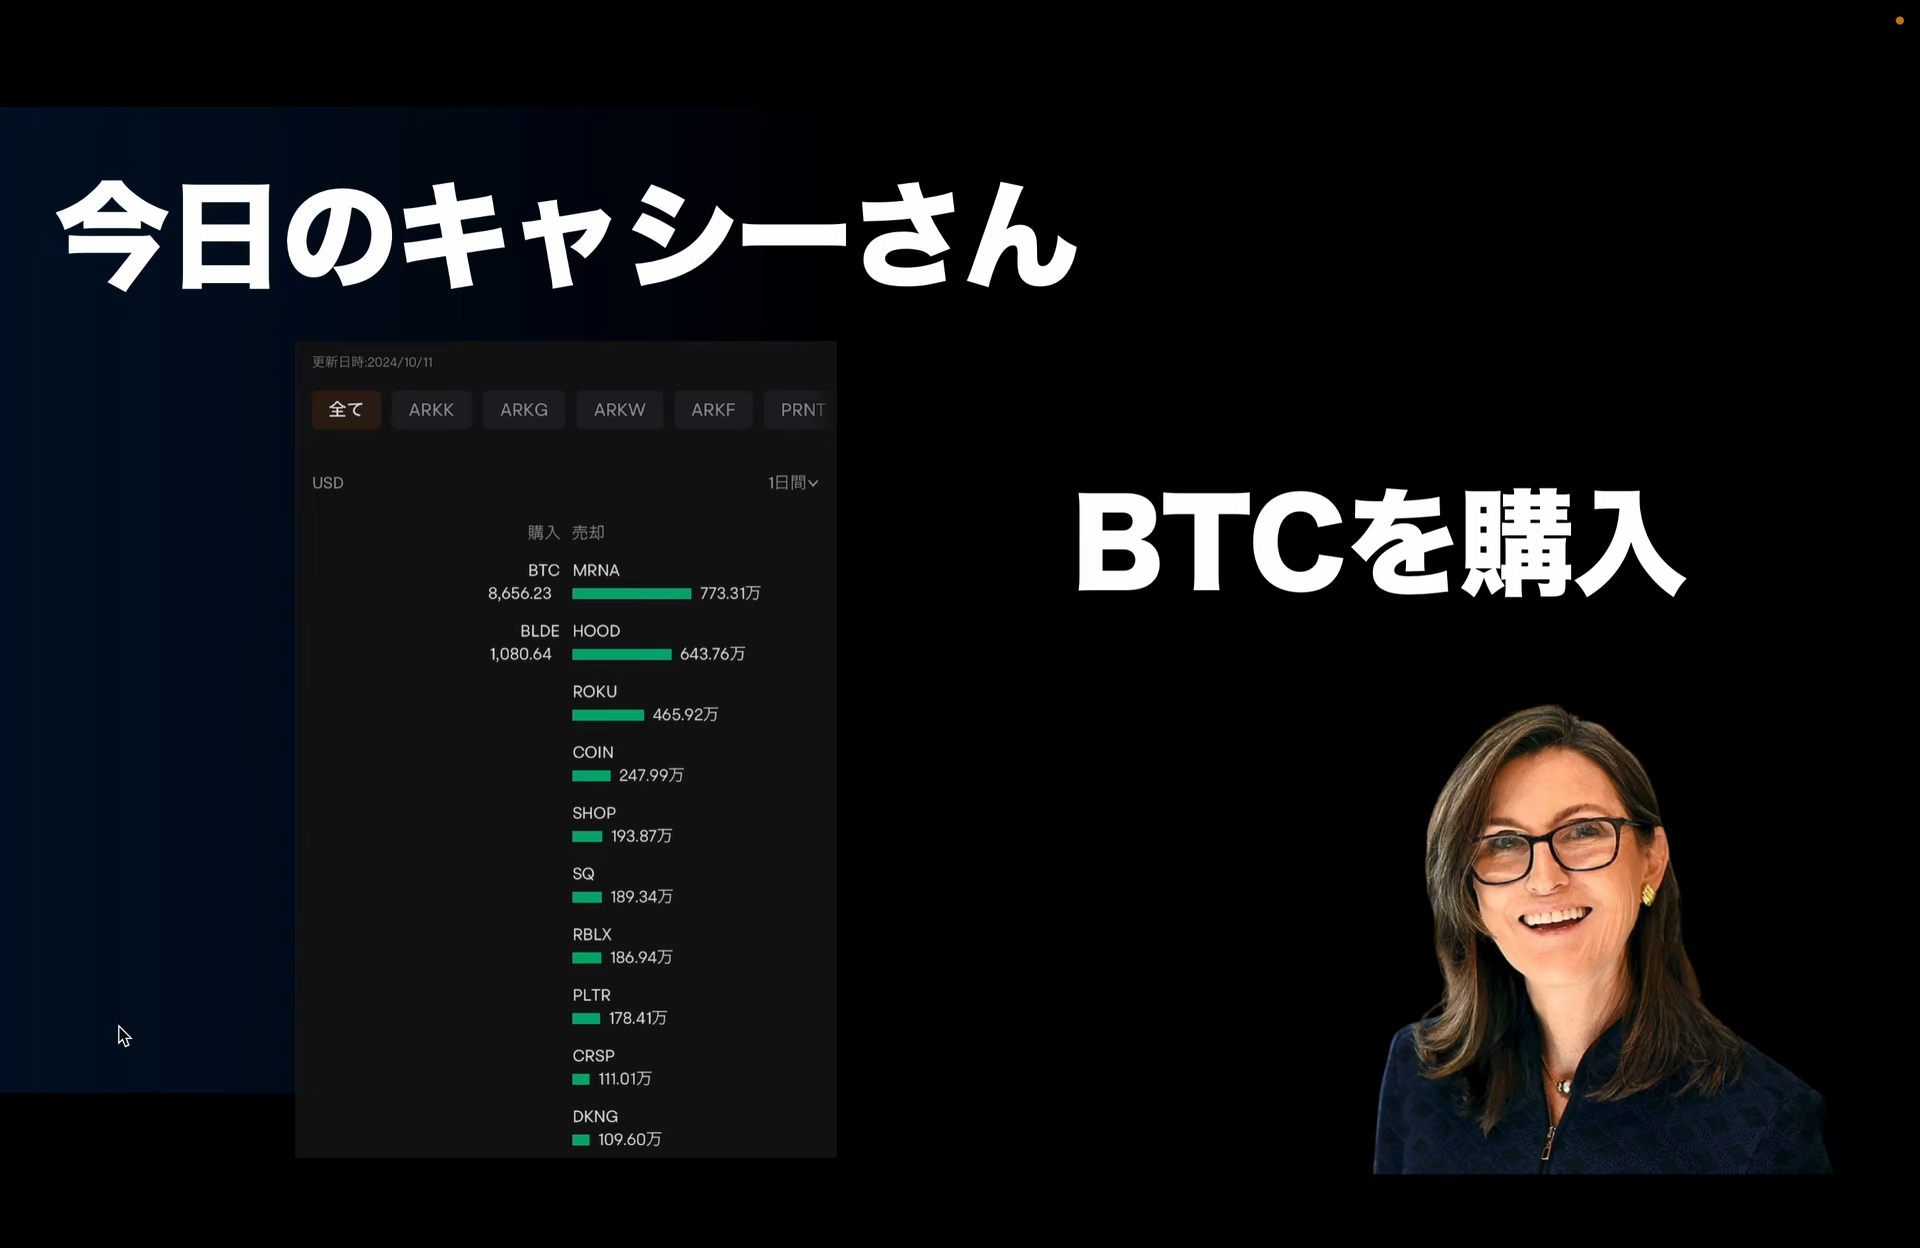 今日のキャシーさん
更新日時:2024/10/11
全て ARKK ARKG ARKW ARKF PRNT
USD 1日間
購入 売却
BTC MRNA
8,656.23 773.31万
BLDE HOOD
1,080.64 643.76万
ROKU
465.92万
COIN
247.99万
SHOP
193.87万
SQ
189.34万
RBLX
186.94万
PLTR
178.41万
CRSP
111.01万
DKNG
109.60万
BTCを購入